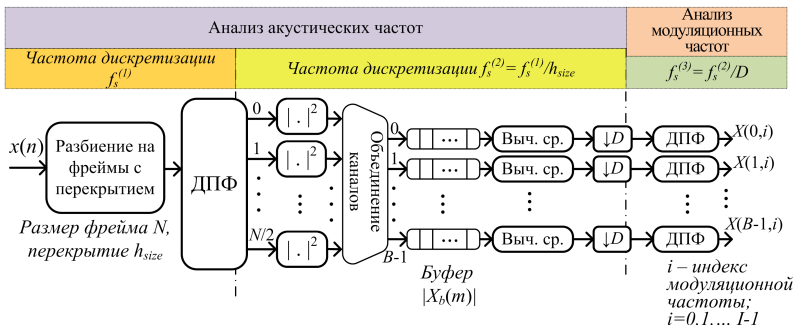 Анализ акустических частот
Анализ
модуляционных
частот
Частота дискретизации
fₛ⁽¹⁾
Частота дискретизации fₛ⁽²⁾= fₛ⁽¹⁾/h_size
fₛ⁽³⁾= fₛ⁽²⁾/D
x(n)
Разбиение на
фреймы с
перекрытием
Размер фрейма N,
перекрытие h_size
ДПФ
0
| . |²
1
| . |²
N/2
| . |²
Объединение
каналов
0
...
Выч. ср.
↓D
ДПФ
X(0,i)
1
...
Выч. ср.
↓D
ДПФ
X(1,i)
B-1
...
Выч. ср.
↓D
ДПФ
X(B-1,i)
Буфер
|X_b(m)|
i – индекс
модуляционной
частоты;
i=0,1,... I-1